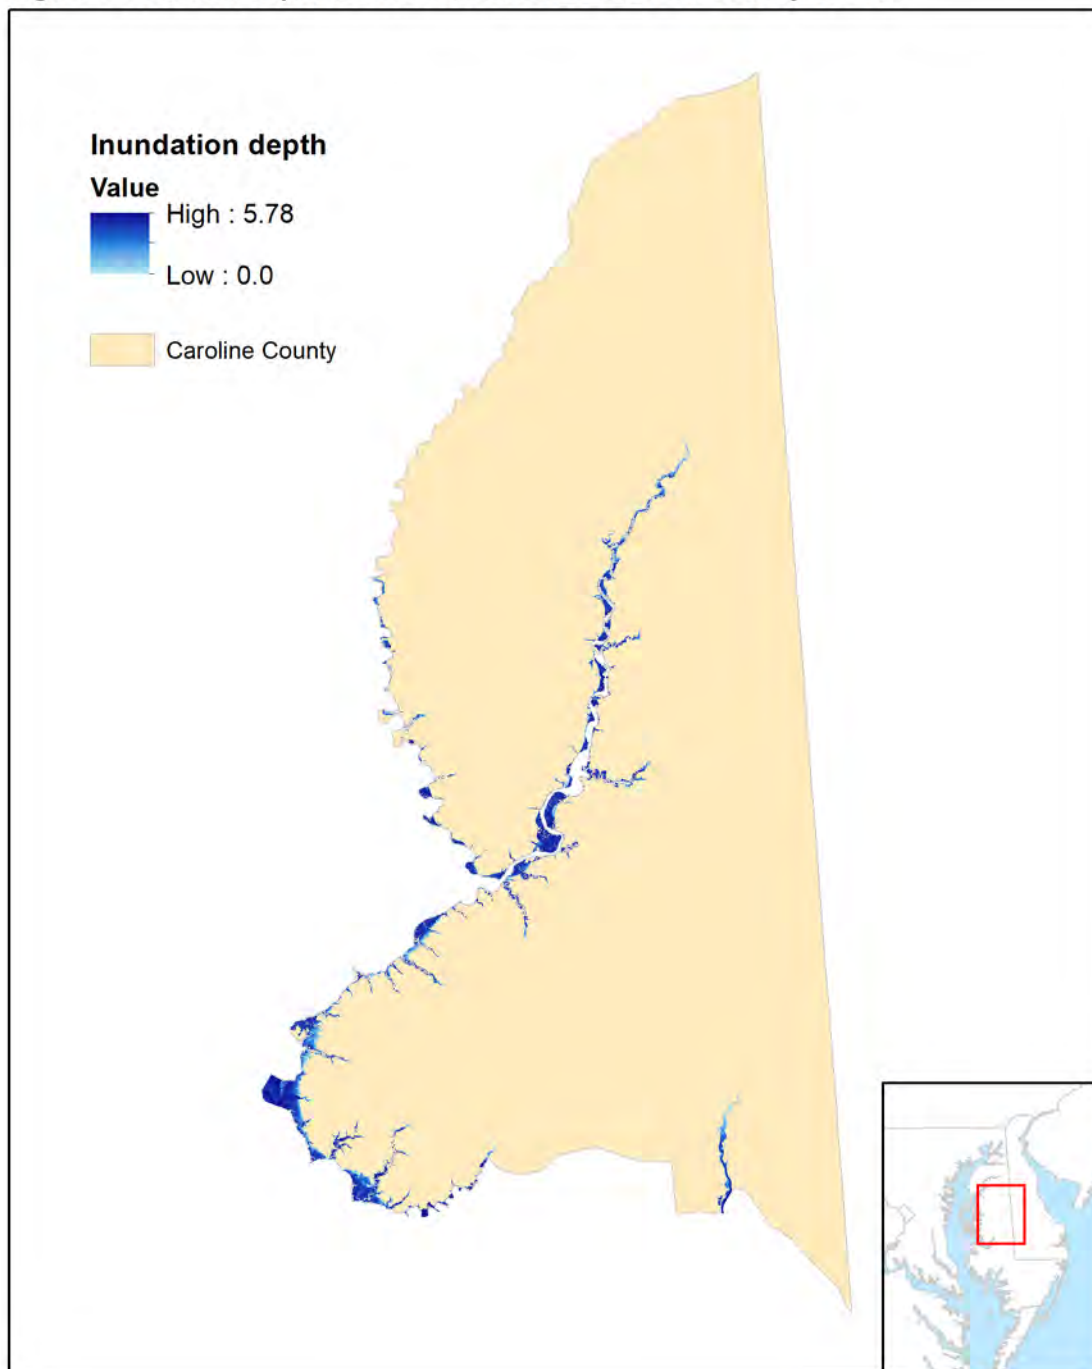 Inundation depth
Value
High : 5.78
Low : 0.0
Caroline County